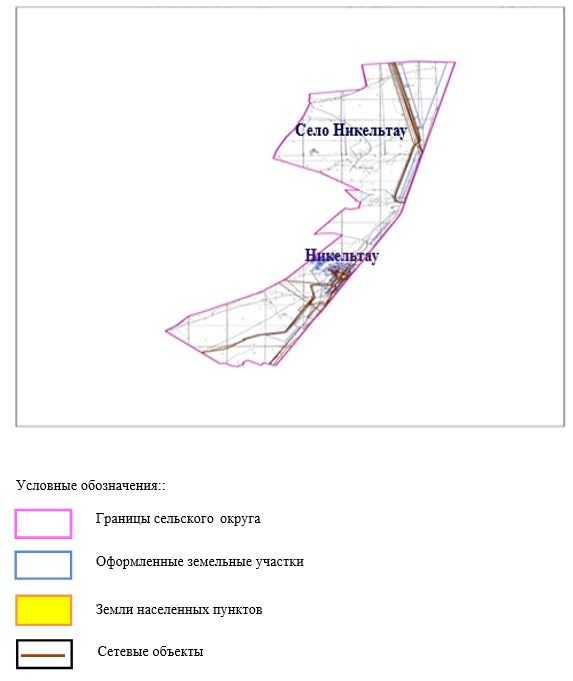 Село Никельтау
Никельтау
Условные обозначения::
Границы сельского округа
Оформленные земельные участки
Земли населенных пунктов
Сетевые объекты